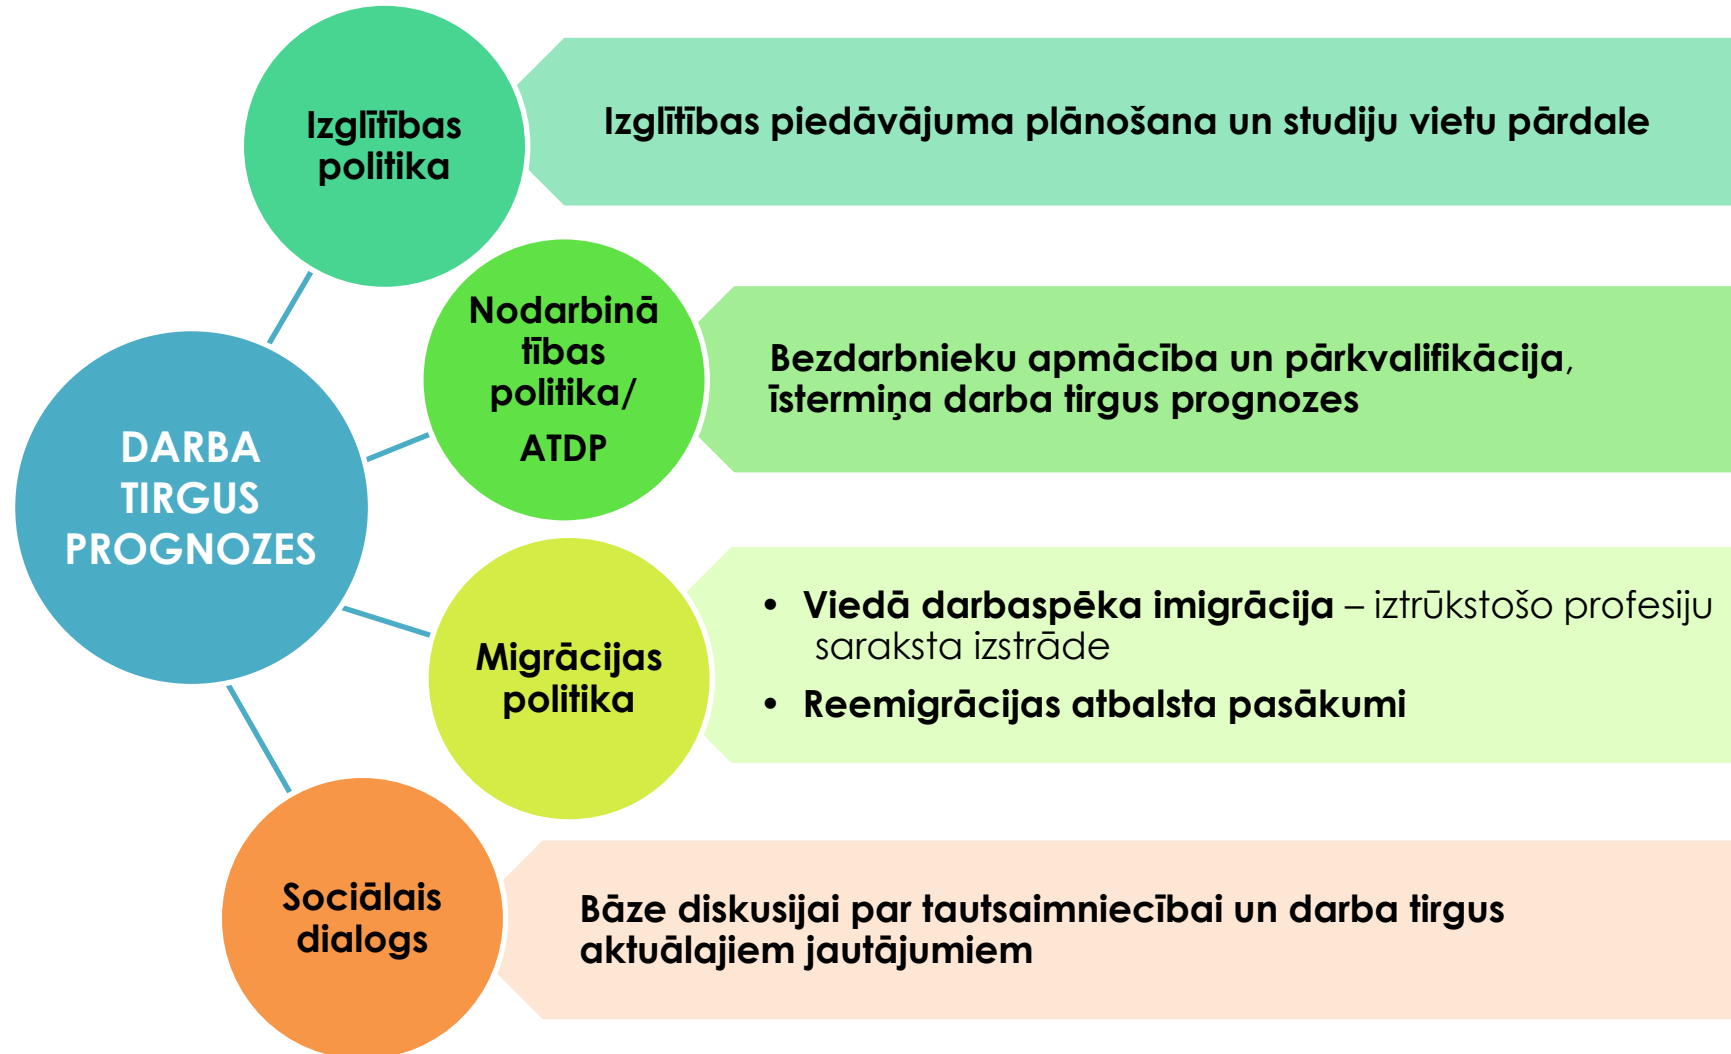 Izglītības
politika
Izglītības piedāvājuma plānošana un studiju vietu pārdale
Nodarbinā
tības
politika/
ATDP
Bezdarbnieku apmācība un pārkvalifikācija,
īstermiņa darba tirgus prognozes
DARBA
TIRGUS
PROGNOZES
Migrācijas
politika
• Viedā darbaspēka imigrācija – iztrūkstošo profesiju
saraksta izstrāde
• Reemigrācijas atbalsta pasākumi
Sociālais
dialogs
Bāze diskusijai par tautsaimniecībai un darba tirgus
aktuālajiem jautājumiem